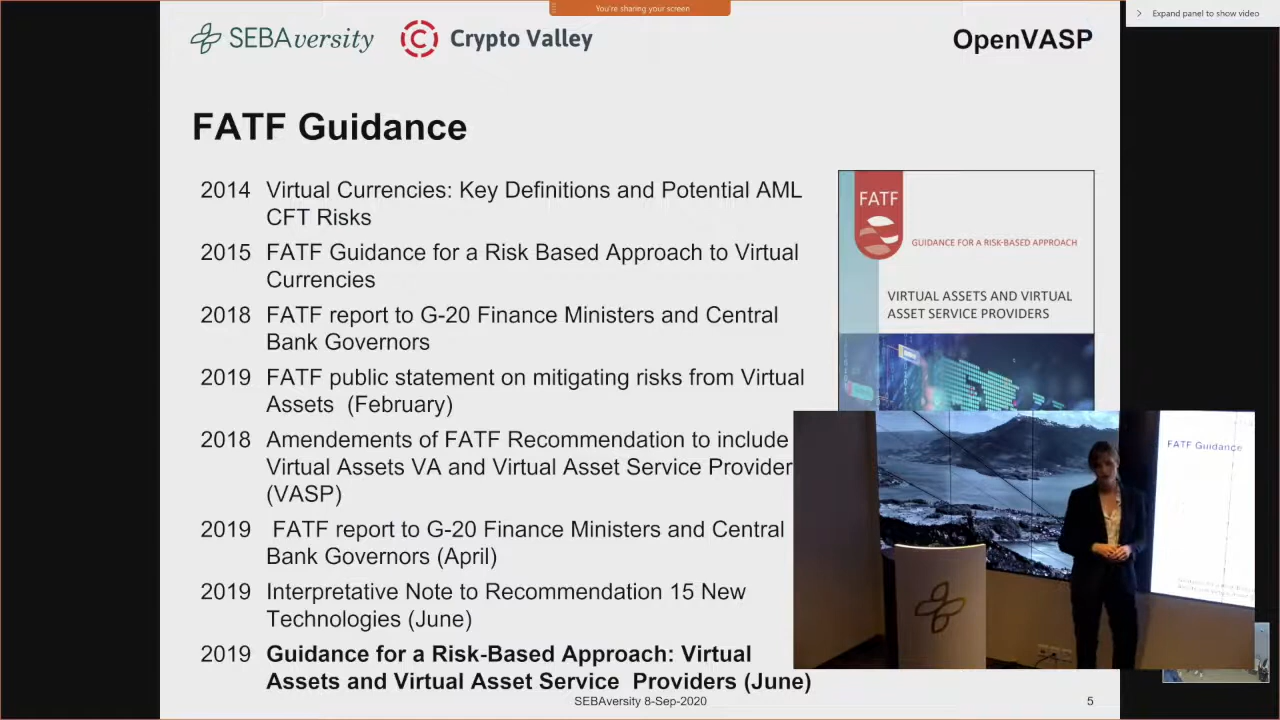 You're sharing your screen
Expand panel to show video
SEBAversity
Crypto Valley
OpenVASP
FATF Guidance
2014 Virtual Currencies: Key Definitions and Potential AML
CFT Risks
2015 FATF Guidance for a Risk Based Approach to Virtual
Currencies
2018 FATF report to G-20 Finance Ministers and Central
Bank Governors
2019 FATF public statement on mitigating risks from Virtual
Assets (February)
2018 Amendements of FATF Recommendation to include
Virtual Assets VA and Virtual Asset Service Provider
(VASP)
2019 FATF report to G-20 Finance Ministers and Central
Bank Governors (April)
2019 Interpretative Note to Recommendation 15 New
Technologies (June)
2019 Guidance for a Risk-Based Approach: Virtual
Assets and Virtual Asset Service Providers (June)
FATF
GUIDANCE FOR A RISK-BASED APPROACH
VIRTUAL ASSETS AND VIRTUAL
ASSET SERVICE PROVIDERS
FATF Guidance
SEBAversity 8-Sep-2020
5